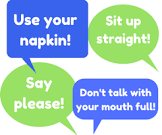 Use your
napkin!
Sit up
straight!
Say
please!
Don't talk with
your mouth full!